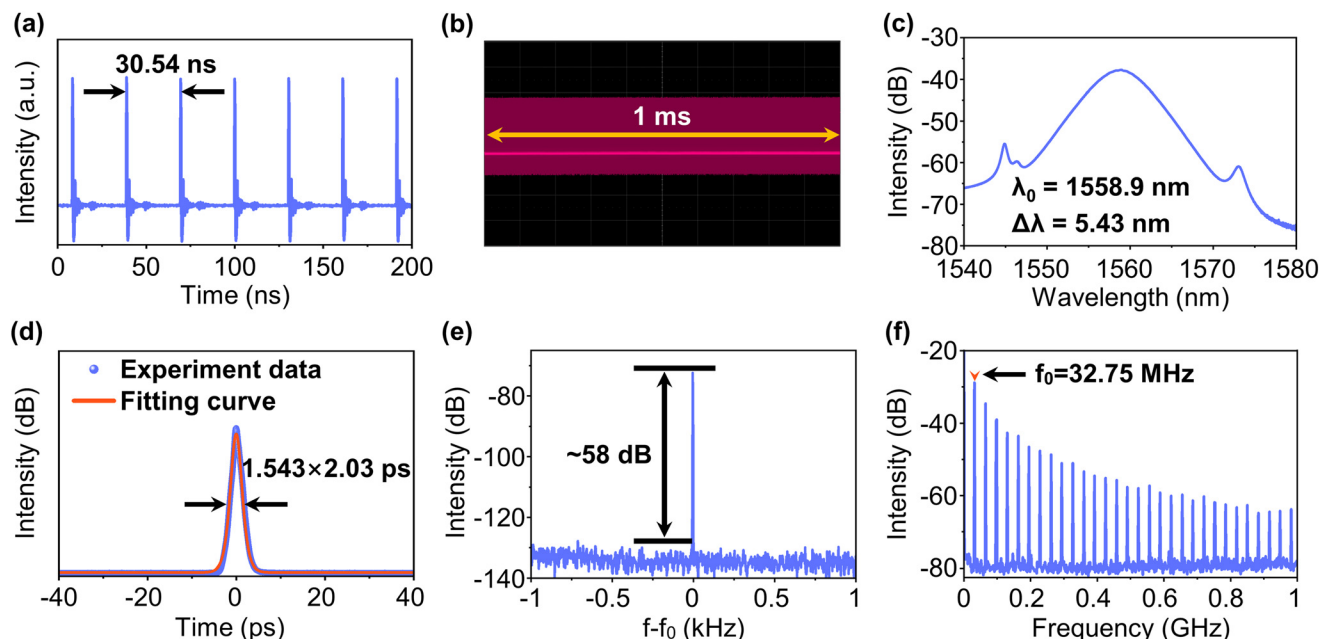 (a)
30.54 ns
Intensity (a.u.)
0 50 100 150 200
Time (ns)
(b)
1 ms
(c)
-30
-40
-50
-60
-70
-80
Intensity (dB)
λ₀ = 1558.9 nm
Δλ = 5.43 nm
1540 1550 1560 1570 1580
Wavelength (nm)
(d)
Experiment data
Fitting curve
1.543×2.03 ps
Intensity (dB)
-40 -20 0 20 40
Time (ps)
(e)
-80
-100
-120
-140
Intensity (dB)
~58 dB
-1 -0.5 0 0.5 1
f-f₀ (kHz)
(f)
-20
-40
-60
-80
Intensity (dB)
f₀=32.75 MHz
0 0.2 0.4 0.6 0.8 1
Frequency (GHz)